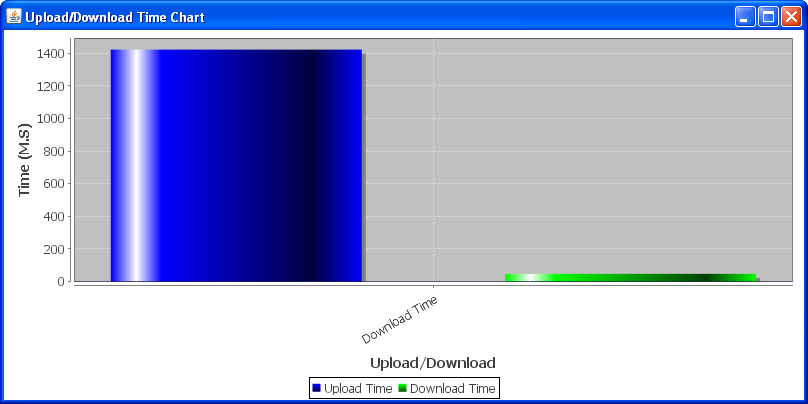 Upload/Download Time Chart
1400
1200
1000
800
600
400
200
0
Time (M.S)
Download Time
Upload/Download
Upload Time
Download Time